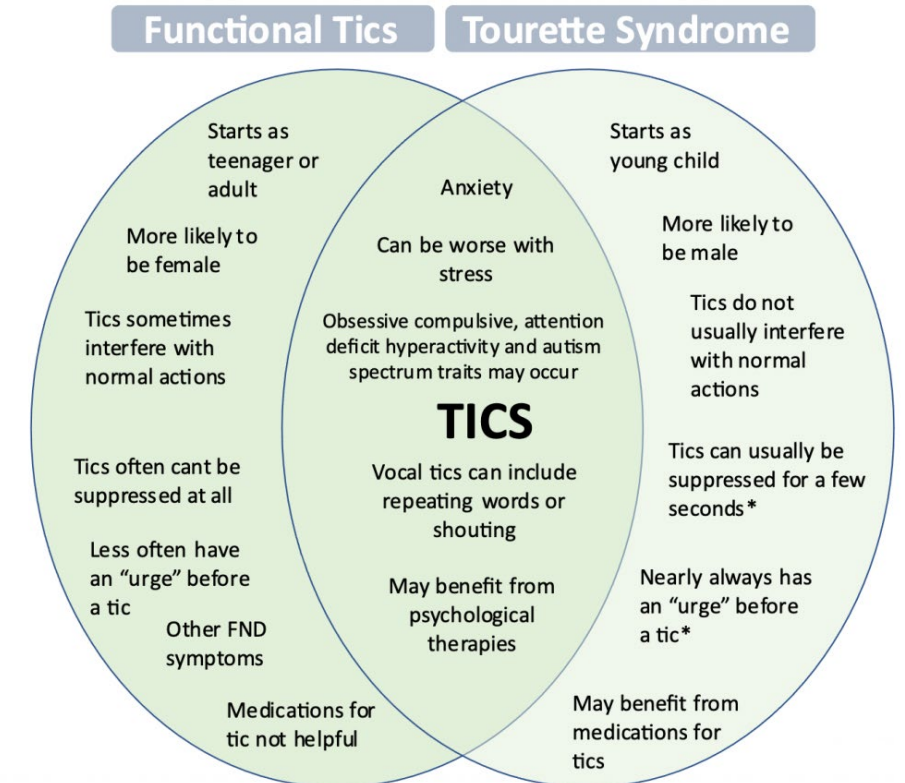 Functional Tics
Tourette Syndrome
Starts as
teenager or
adult
More likely to
be female
Tics sometimes
interfere with
normal actions
Tics often cant be
suppressed at all
Less often have
an “urge” before
a tic
Other FND
symptoms
Medications for
tic not helpful
Anxiety
Can be worse with
stress
Obsessive compulsive, attention
deficit hyperactivity and autism
spectrum traits may occur
TICS
Vocal tics can include
repeating words or
shouting
May benefit from
psychological
therapies
Starts as
young child
More likely to
be male
Tics do not
usually interfere
with normal
actions
Tics can usually be
suppressed for a few
seconds*
Nearly always has
an “urge” before
a tic*
May benefit from
medications for
tics